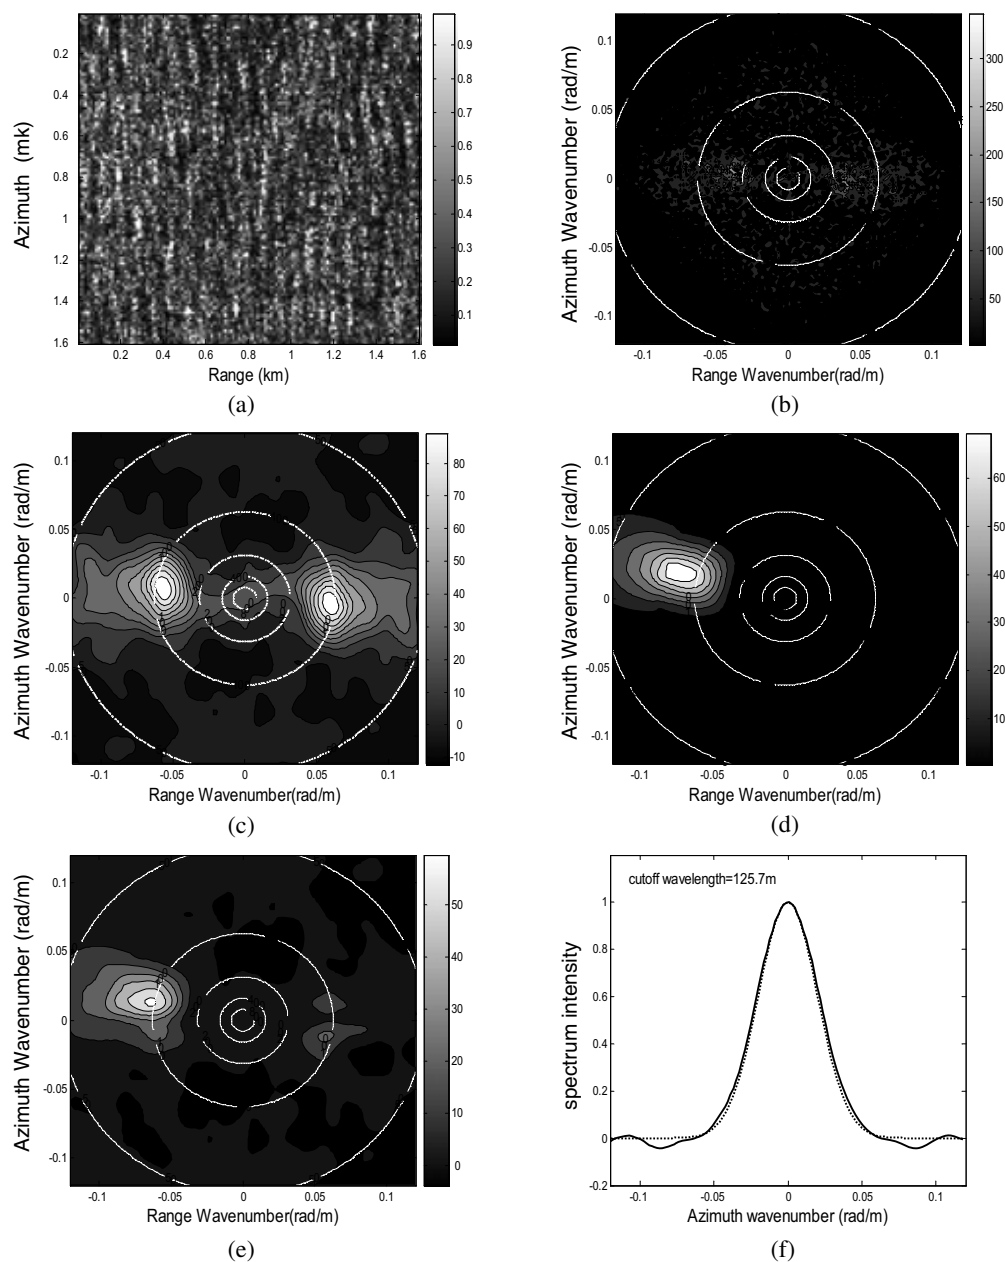 0.2
0.4
0.6
0.8
1
1.2
1.4
1.6
Azimuth (mk)
0.2 0.4 0.6 0.8 1 1.2 1.4 1.6
Range (km)
0.9
0.8
0.7
0.6
0.5
0.4
0.3
0.2
0.1
(a)
0.1
0.05
0
-0.05
-0.1
Azimuth Wavenumber (rad/m)
-0.1 -0.05 0 0.05 0.1
Range Wavenumber(rad/m)
300
250
200
150
100
50
(b)
0.1
0.05
0
-0.05
-0.1
Azimuth Wavenumber (rad/m)
-0.1 -0.05 0 0.05 0.1
Range Wavenumber(rad/m)
80
70
60
50
40
30
20
10
0
-10
(c)
0.1
0.05
0
-0.05
-0.1
Azimuth Wavenumber (rad/m)
-0.1 -0.05 0 0.05 0.1
Range Wavenumber(rad/m)
60
50
40
30
20
10
(d)
0.1
0.05
0
-0.05
-0.1
Azimuth Wavenumber (rad/m)
-0.1 -0.05 0 0.05 0.1
Range Wavenumber(rad/m)
50
40
30
20
10
0
(e)
cutoff wavelength=125.7m
1
0.8
0.6
0.4
0.2
0
-0.2
spectrum intensity
-0.1 -0.05 0 0.05 0.1
Azimuth wavenumber (rad/m)
(f)